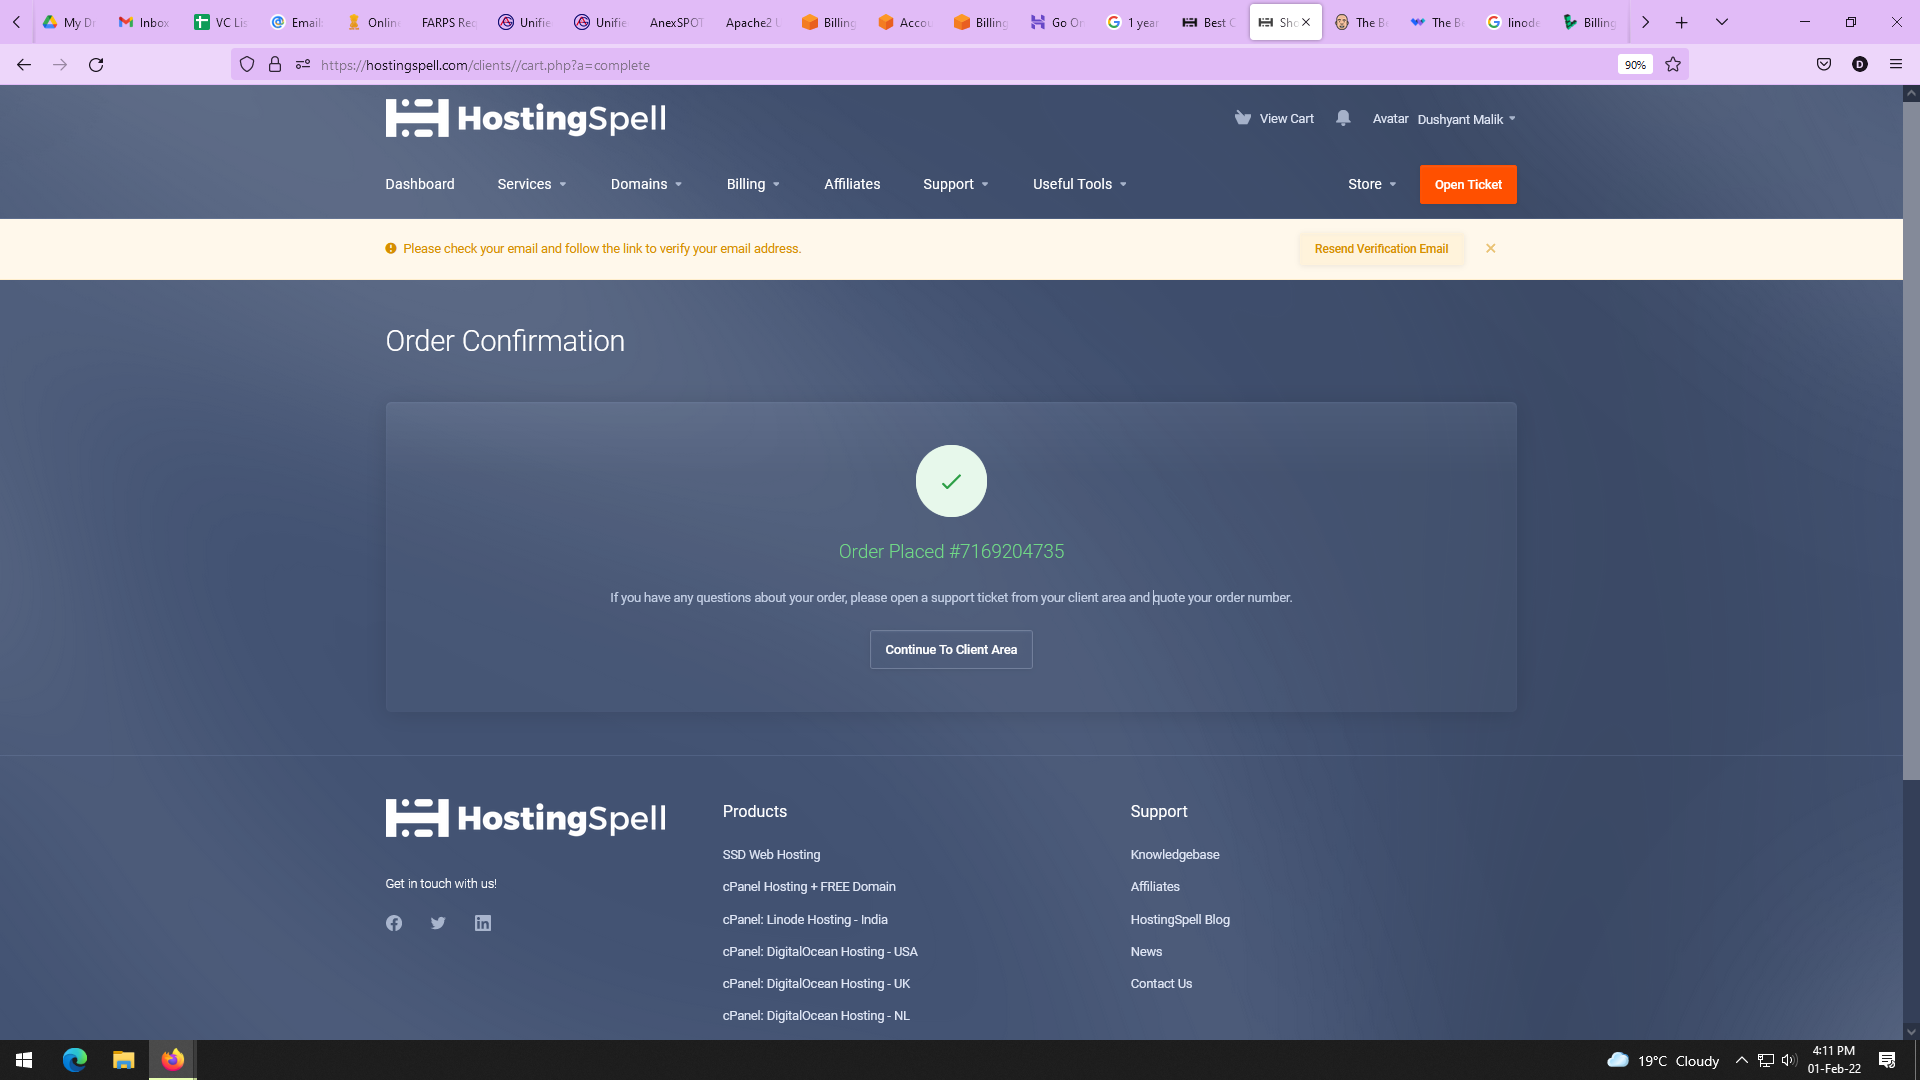 My Dr
Inbox
VC Lis
Email
Online
FARPS Req
Unifie
Unifie
AnexSPOT
Apache2 U
Billing
Accou
Billing
Go On
1 year
Best C
Sho
The Be
The Be
linode
Billing
https://hostingspell.com/clients//cart.php?a=complete
90%
D
HostingSpell
View Cart
Avatar Dushyant Malik
Dashboard
Services
Domains
Billing
Affiliates
Support
Useful Tools
Store
Open Ticket
Please check your email and follow the link to verify your email address.
Resend Verification Email
Order Confirmation
Order Placed #7169204735
If you have any questions about your order, please open a support ticket from your client area and quote your order number.
Continue To Client Area
HostingSpell
Get in touch with us!
Products
SSD Web Hosting
cPanel Hosting + FREE Domain
cPanel: Linode Hosting - India
cPanel: DigitalOcean Hosting - USA
cPanel: DigitalOcean Hosting - UK
cPanel: DigitalOcean Hosting - NL
Support
Knowledgebase
Affiliates
HostingSpell Blog
News
Contact Us
19°C Cloudy
4:11 PM
01-Feb-22